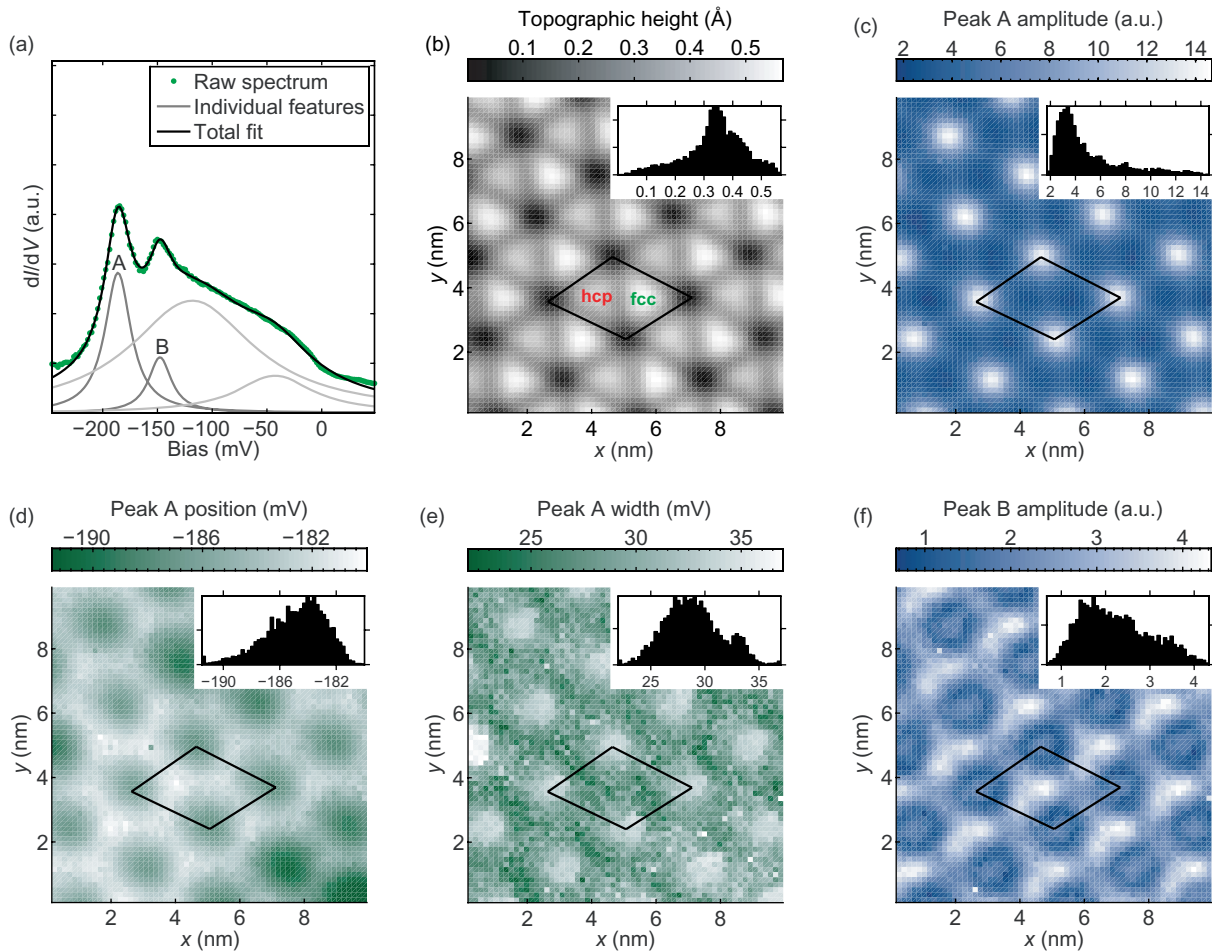 (a)
dI/dV (a.u.)
Raw spectrum
Individual features
Total fit
A
B
−200 −150 −100 −50 0
Bias (mV)
(b)
Topographic height (Å)
0.1 0.2 0.3 0.4 0.5
y (nm)
8
6
4
2
hcp
fcc
0.1 0.2 0.3 0.4 0.5
2 4 6 8
x (nm)
(c)
Peak A amplitude (a.u.)
2 4 6 8 10 12 14
y (nm)
8
6
4
2
2 4 6 8 10 12 14
2 4 6 8
x (nm)
(d)
Peak A position (mV)
−190 −186 −182
y (nm)
8
6
4
2
−190 −186 −182
2 4 6 8
x (nm)
(e)
Peak A width (mV)
25 30 35
y (nm)
8
6
4
2
25 30 35
2 4 6 8
x (nm)
(f)
Peak B amplitude (a.u.)
1 2 3 4
y (nm)
8
6
4
2
1 2 3 4
2 4 6 8
x (nm)